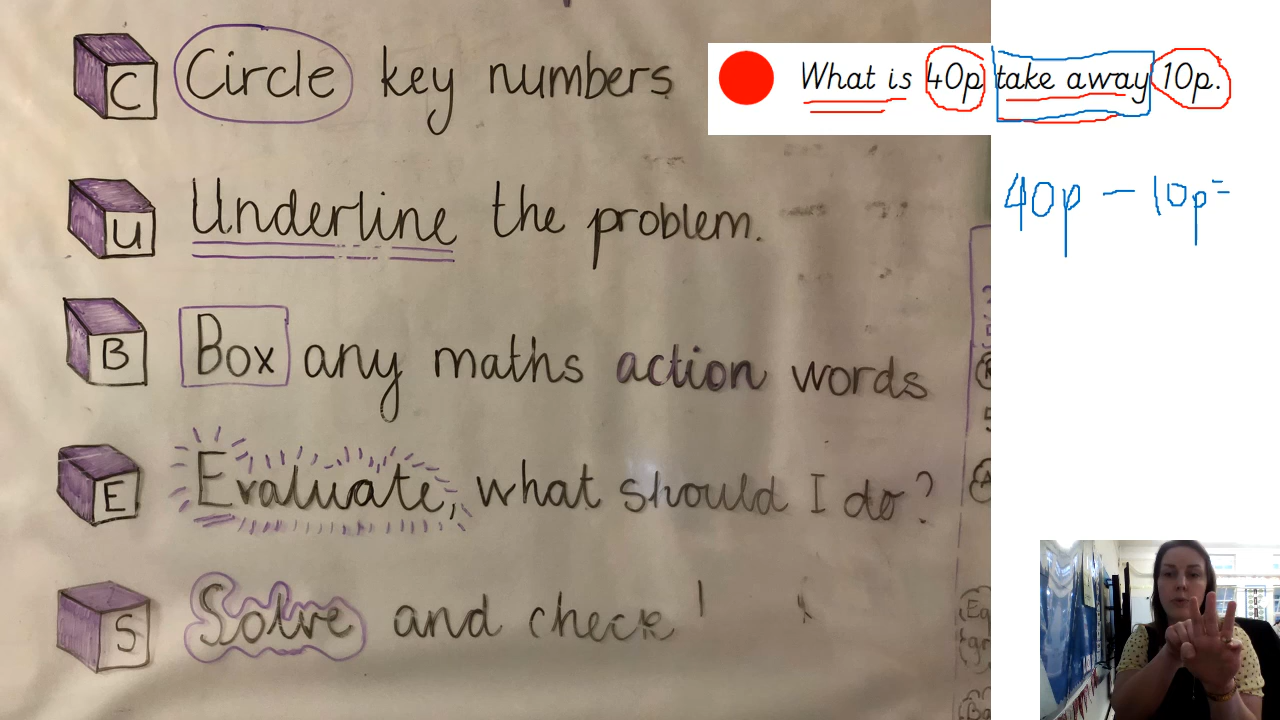 C Circle key numbers
What is 40p take away 10p.
40p - 10p =
U Underline the problem.
B Box any maths action words
E Evaluate, what should I do?
S Solve and check!